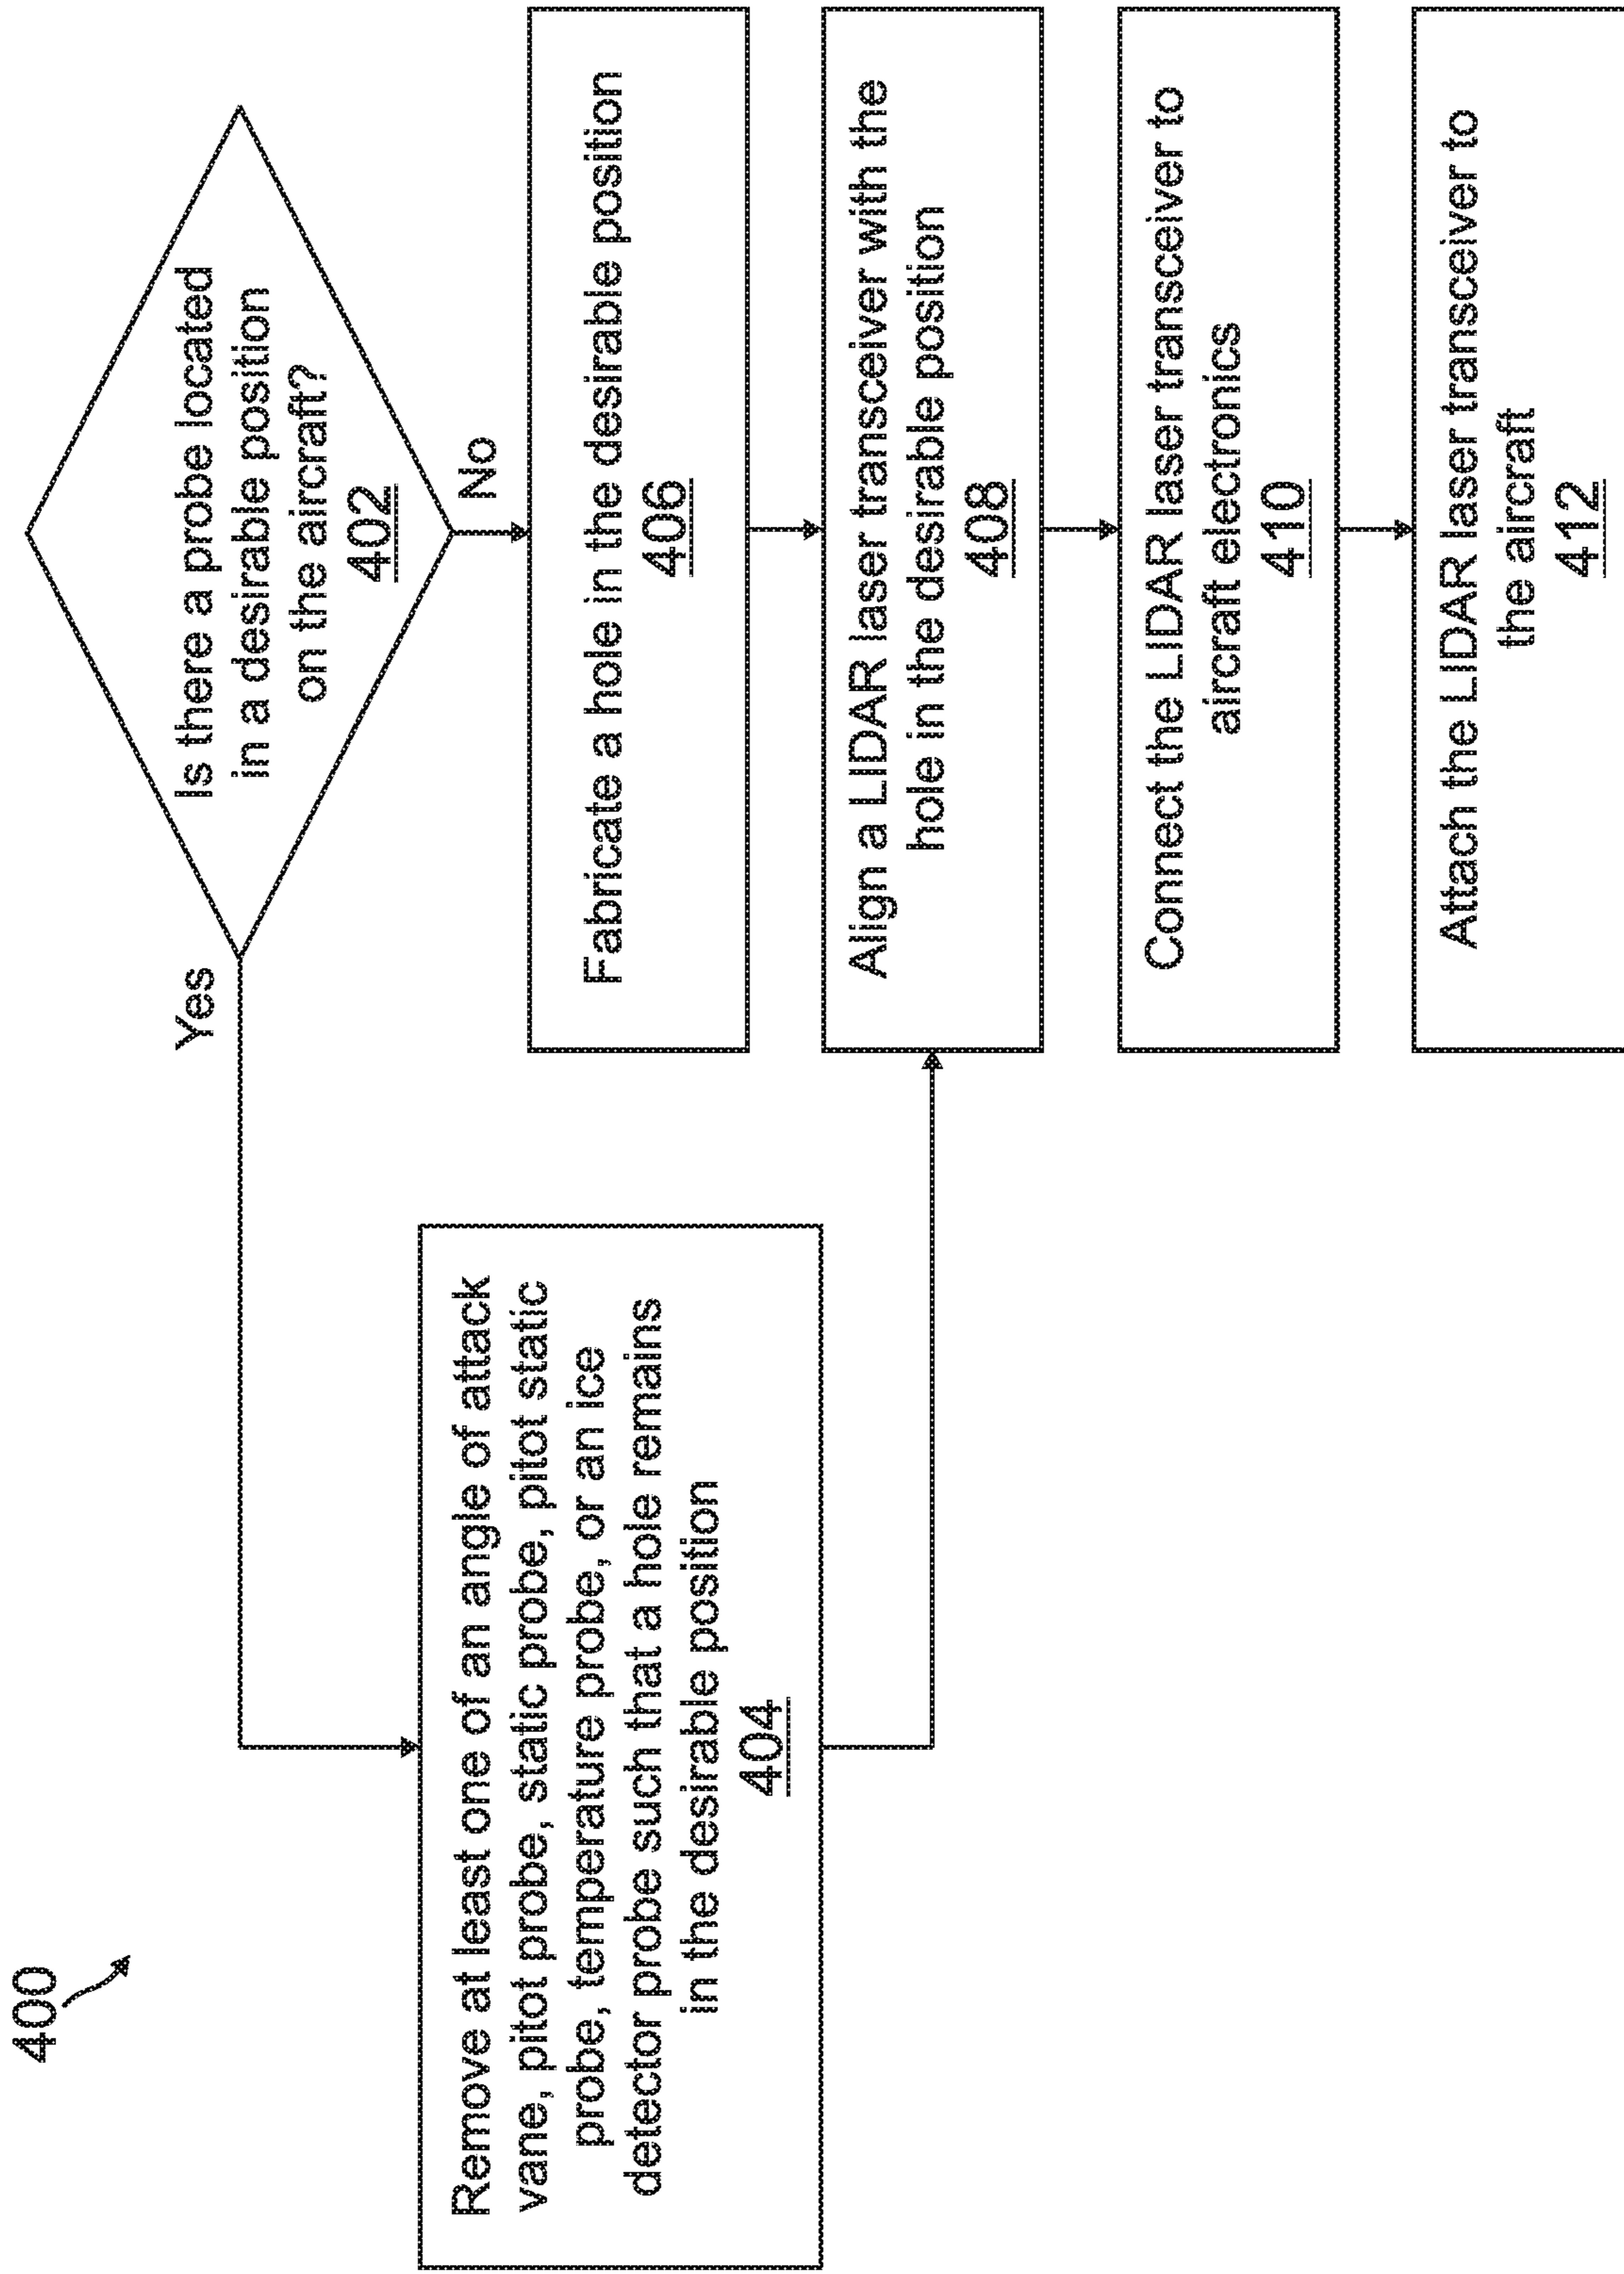 400
Is there a probe located
in a desirable position
on the aircraft?
402
Yes
No
Remove at least one of an angle of attack
vane, pitot probe, static probe, pitot static
probe, temperature probe, or an ice
detector probe such that a hole remains
in the desirable position
404
Fabricate a hole in the desirable position
406
Align a LIDAR laser transceiver with the
hole in the desirable position
408
Connect the LIDAR laser transceiver to
aircraft electronics
410
Attach the LIDAR laser transceiver to
the aircraft
412